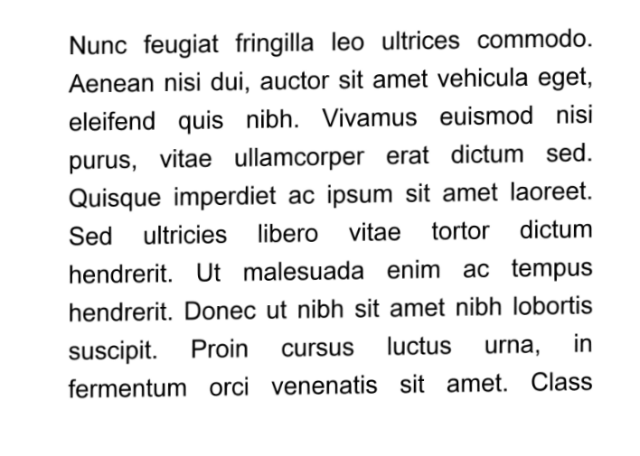 Nunc feugiat fringilla leo ultrices commodo.
Aenean nisi dui, auctor sit amet vehicula eget,
eleifend quis nibh. Vivamus euismod nisi
purus, vitae ullamcorper erat dictum sed.
Quisque imperdiet ac ipsum sit amet laoreet.
Sed ultricies libero vitae tortor dictum
hendrerit. Ut malesuada enim ac tempus
hendrerit. Donec ut nibh sit amet nibh lobortis
suscipit. Proin cursus luctus urna, in
fermentum orci venenatis sit amet. Class